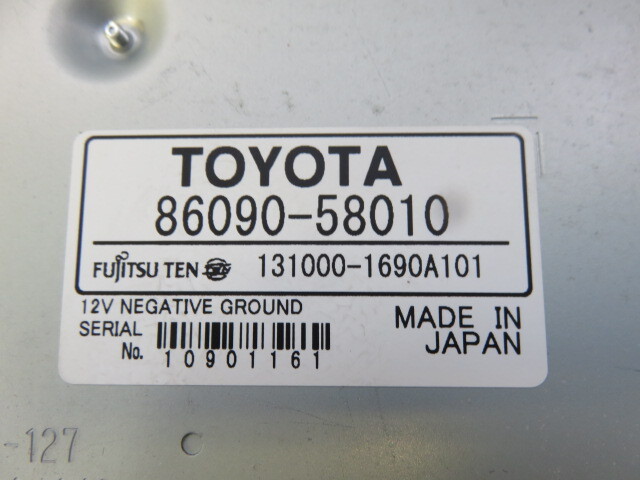 TOYOTA
86090-58010
FUJITSU TEN 131000-1690A101
12V NEGATIVE GROUND
SERIAL No. 10901161
MADE IN JAPAN
-127 C